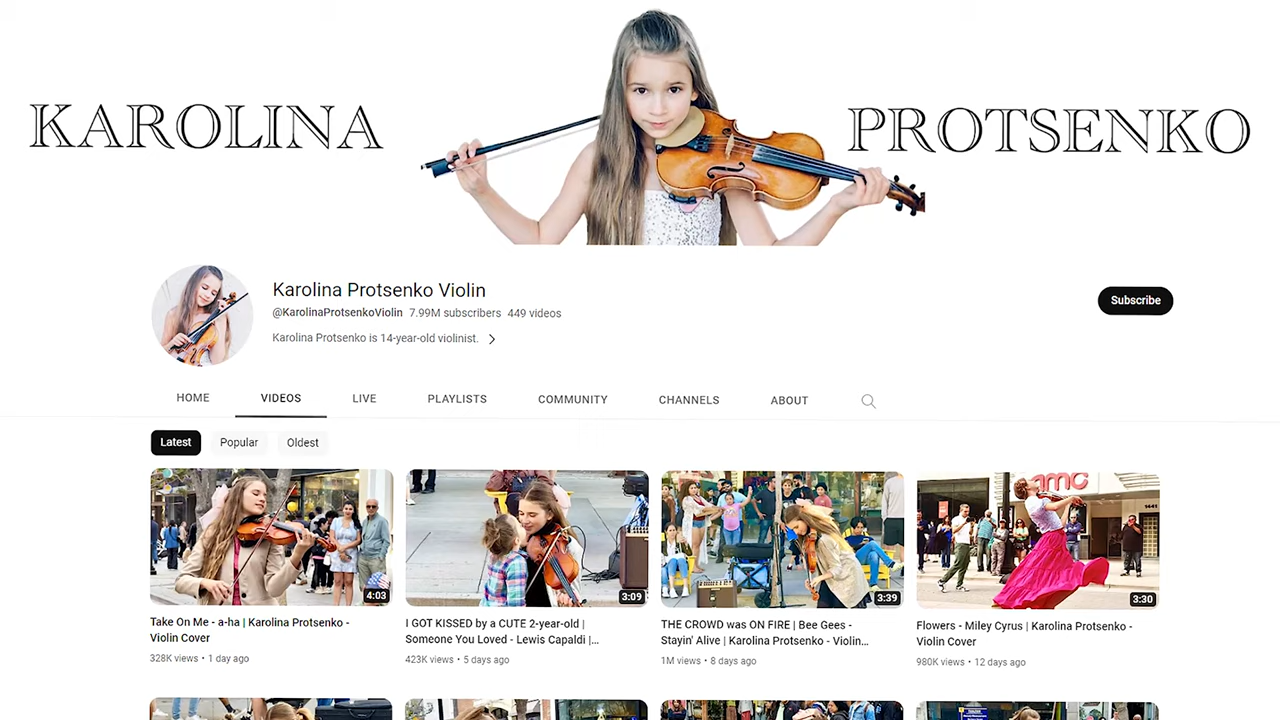 KAROLINA PROTSENKO
Karolina Protsenko Violin
@KarolinaProtsenkoViolin 7.99M subscribers 449 videos
Karolina Protsenko is 14-year-old violinist.
Subscribe
HOME VIDEOS LIVE PLAYLISTS COMMUNITY CHANNELS ABOUT
Latest Popular Oldest
4:03
Take On Me - a-ha | Karolina Protsenko -
Violin Cover
328K views • 1 day ago
3:09
I GOT KISSED by a CUTE 2-year-old |
Someone You Loved - Lewis Capaldi |...
423K views • 5 days ago
3:39
THE CROWD was ON FIRE | Bee Gees -
Stayin' Alive | Karolina Protsenko - Violin...
1M views • 8 days ago
amc
3:30
Flowers - Miley Cyrus | Karolina Protsenko -
Violin Cover
980K views • 12 days ago